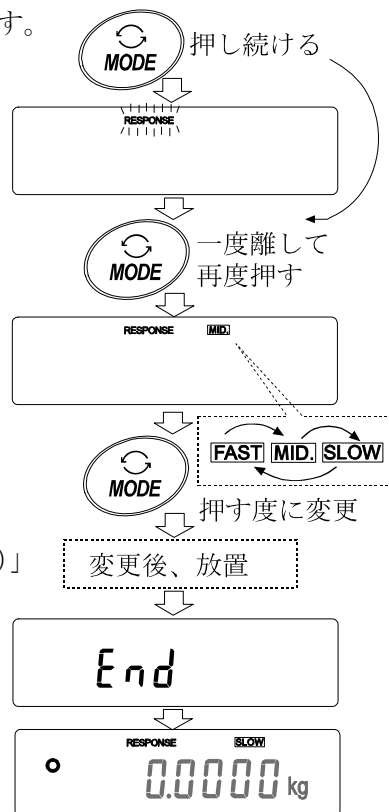 す。
MODE
押し続ける
RESPONSE
MODE
一度離して
再度押す
RESPONSE MID.
FAST MID. SLOW
MODE
押す度に変更
)」
変更後、放置
End
RESPONSE SLOW
0.0000 kg